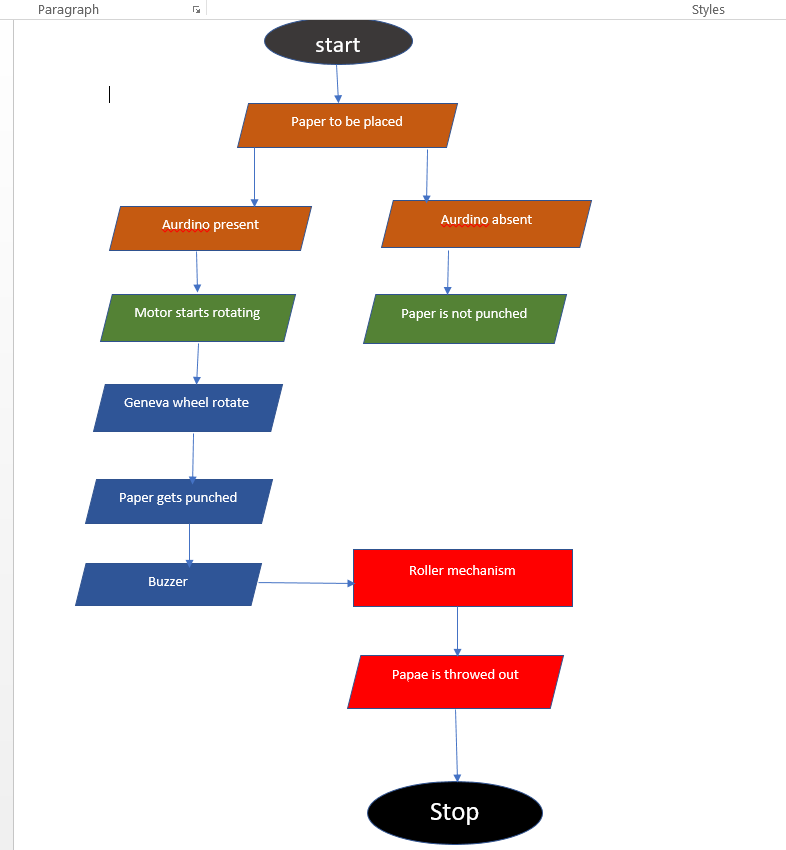 Paragraph
Styles
start
Paper to be placed
Aurdino present
Aurdino absent
Motor starts rotating
Paper is not punched
Geneva wheel rotate
Paper gets punched
Buzzer
Roller mechanism
Papae is throwed out
Stop